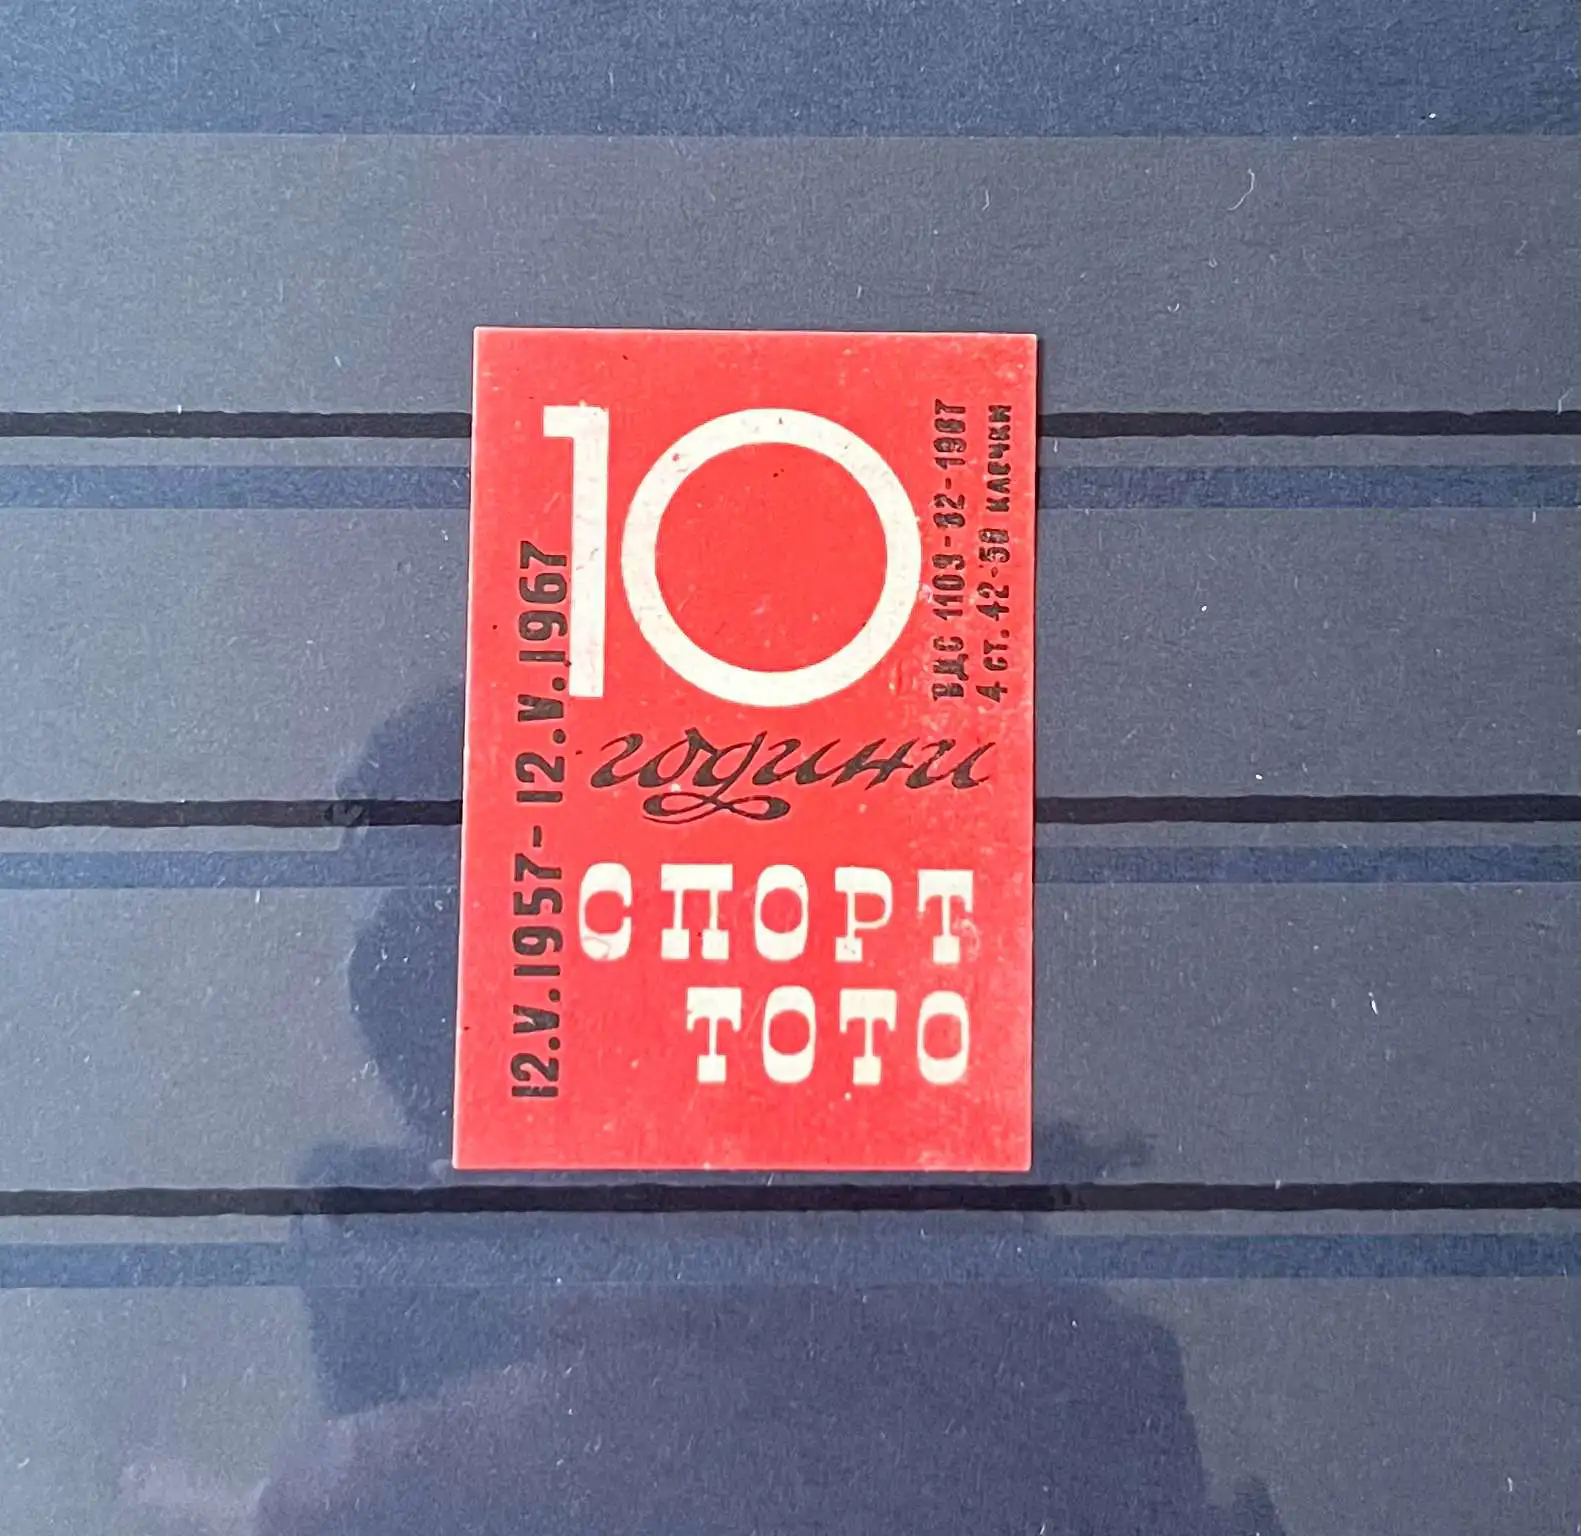 10
години
СПОРТ
ТОТО
12.V.1957-12.V.1967
ВДС 1109-82-1967
4 СТ. 42-50 КЛЕЧКИ